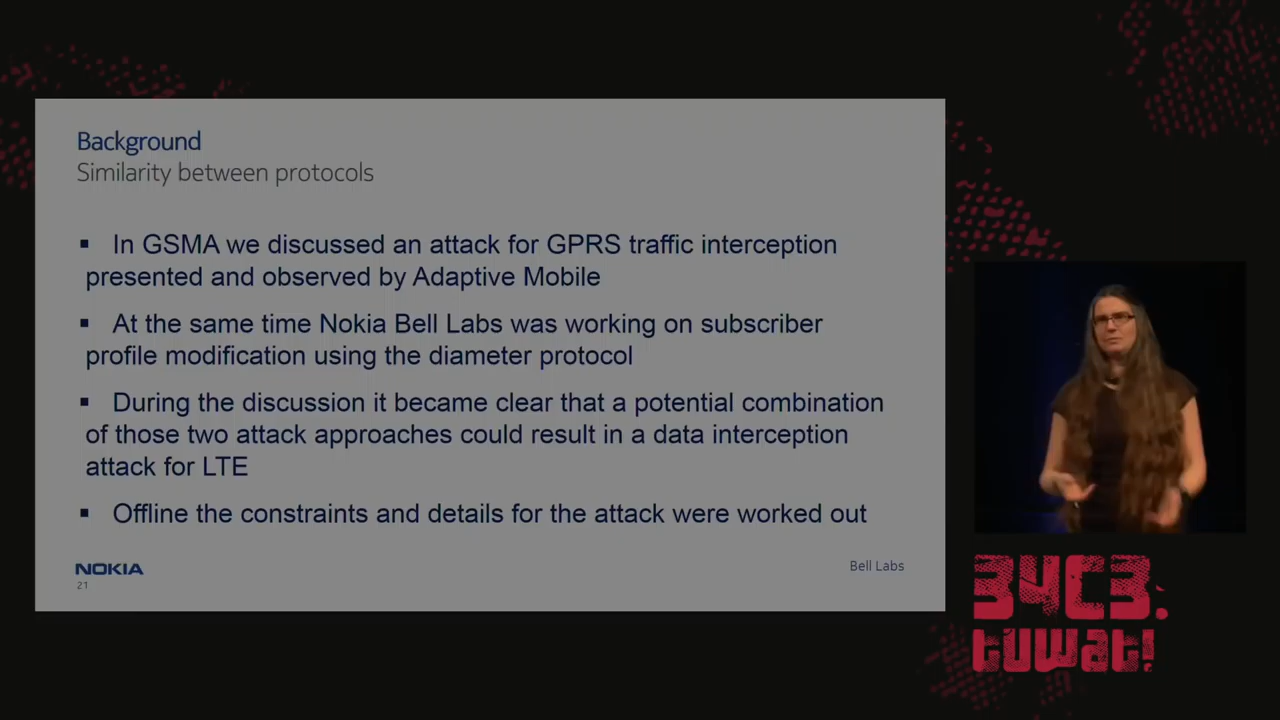 Background
Similarity between protocols
▪ In GSMA we discussed an attack for GPRS traffic interception
presented and observed by Adaptive Mobile
▪ At the same time Nokia Bell Labs was working on subscriber
profile modification using the diameter protocol
▪ During the discussion it became clear that a potential combination
of those two attack approaches could result in a data interception
attack for LTE
▪ Offline the constraints and details for the attack were worked out
NOKIA
21
Bell Labs
34C3.
tuwat!